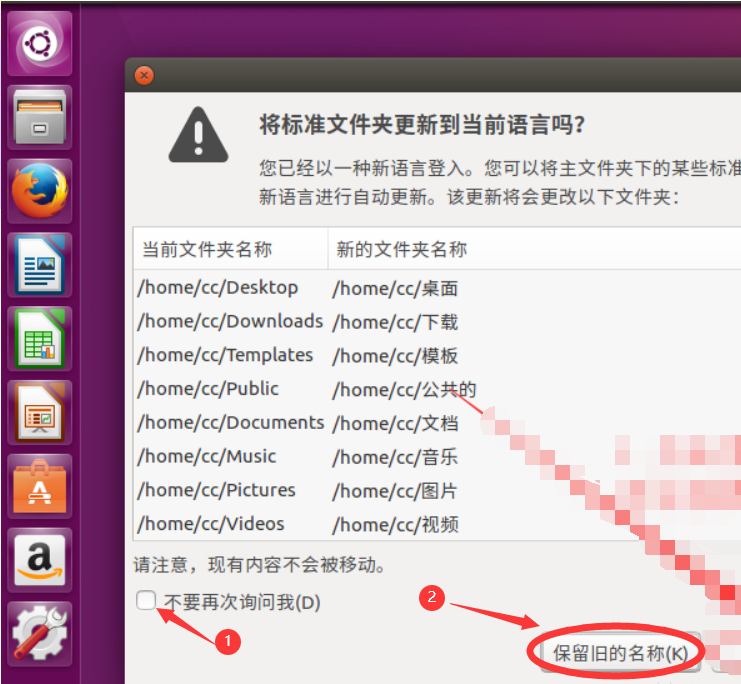 将标准文件夹更新到当前语言吗?
您已经以一种新语言登入。您可以将主文件夹下的某些标准
新语言进行自动更新。该更新将会更改以下文件夹:
当前文件夹名称 新的文件夹名称
/home/cc/Desktop /home/cc/桌面
/home/cc/Downloads /home/cc/下载
/home/cc/Templates /home/cc/模板
/home/cc/Public /home/cc/公共的
/home/cc/Documents /home/cc/文档
/home/cc/Music /home/cc/音乐
/home/cc/Pictures /home/cc/图片
/home/cc/Videos /home/cc/视频
请注意，现有内容不会被移动。
不要再次询问我(D)
1
2
保留旧的名称(K)